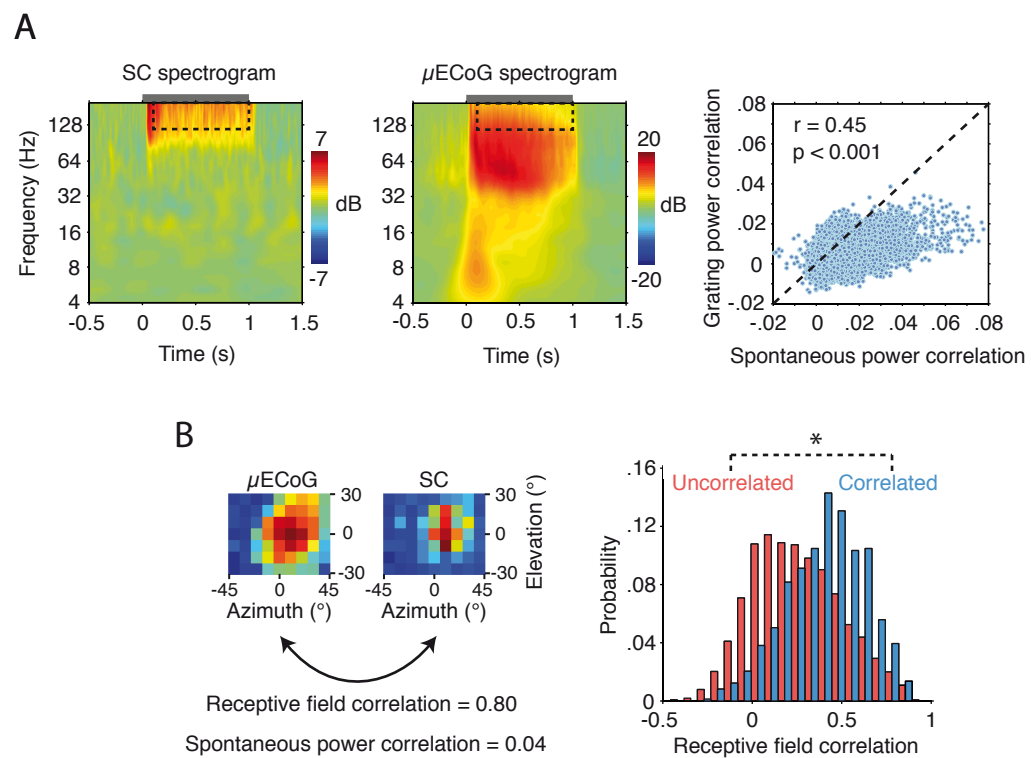 A
SC spectrogram
Frequency (Hz)
128
64
32
16
8
4
-0.5 0 0.5 1 1.5
Time (s)
7
dB
-7
µECoG spectrogram
-0.5 0 0.5 1 1.5
Time (s)
20
dB
-20
Grating power correlation
.08
.06
.04
.02
0
-.02
r = 0.45
p < 0.001
-.02 0 .02 .04 .06 .08
Spontaneous power correlation
B
µECoG
30
0
-30
-45 0 45
Azimuth (°)
SC
30
0
-30
Elevation (°)
-45 0 45
Azimuth (°)
Receptive field correlation = 0.80
Spontaneous power correlation = 0.04
*
Uncorrelated Correlated
Probability
.16
.12
.08
.04
0
-0.5 0 0.5 1
Receptive field correlation